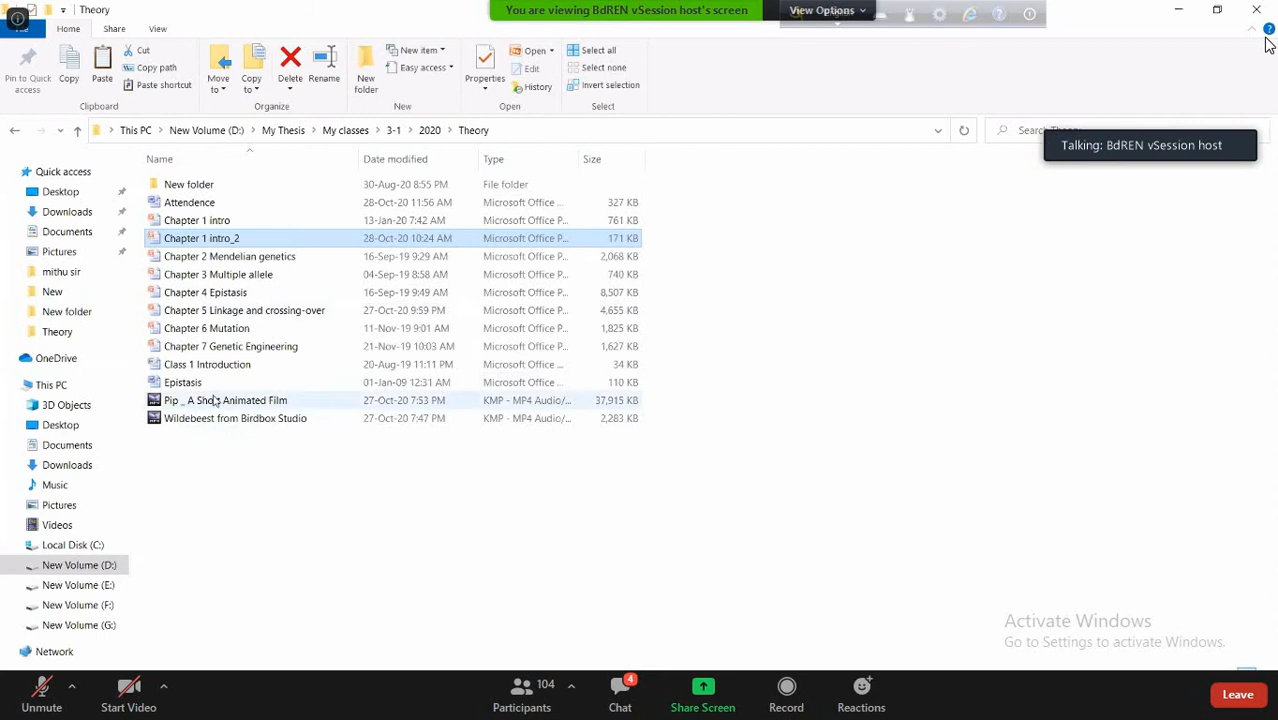 Theory
You are viewing BdREN vSession host's screen
View Options
File
Home
Share
View
Pin to Quick access
Copy
Paste
Cut
Copy path
Paste shortcut
Clipboard
Move to
Copy to
Delete
Rename
Organize
New folder
New item
Easy access
New
Properties
Open
Edit
History
Open
Select all
Select none
Invert selection
Select
This PC > New Volume (D:) > My Thesis > My classes > 3-1 > 2020 > Theory
Talking: BdREN vSession host
Name Date modified Type Size
New folder 30-Aug-20 8:55 PM File folder
Attendence 28-Oct-20 11:56 AM Microsoft Office ... 327 KB
Chapter 1 intro 13-Jan-20 7:42 AM Microsoft Office P... 761 KB
Chapter 1 intro_2 28-Oct-20 10:24 AM Microsoft Office P... 171 KB
Chapter 2 Mendelian genetics 16-Sep-19 9:29 AM Microsoft Office P... 2,068 KB
Chapter 3 Multiple allele 04-Sep-19 8:58 AM Microsoft Office P... 740 KB
Chapter 4 Epistasis 16-Sep-19 9:49 AM Microsoft Office P... 8,507 KB
Chapter 5 Linkage and crossing-over 27-Oct-20 9:59 PM Microsoft Office P... 4,655 KB
Chapter 6 Mutation 11-Nov-19 9:01 AM Microsoft Office P... 1,825 KB
Chapter 7 Genetic Engineering 21-Nov-19 10:03 AM Microsoft Office P... 1,627 KB
Class 1 Introduction 20-Aug-19 11:11 PM Microsoft Office ... 34 KB
Epistasis 01-Jan-09 12:31 AM Microsoft Office ... 110 KB
Pip _ A Short Animated Film 27-Oct-20 7:53 PM KMP - MP4 Audio/... 37,915 KB
Wildebeest from Birdbox Studio 27-Oct-20 7:47 PM KMP - MP4 Audio/... 2,283 KB
Quick access
Desktop
Downloads
Documents
Pictures
mithu sir
New
New folder
Theory
OneDrive
This PC
3D Objects
Desktop
Documents
Downloads
Music
Pictures
Videos
Local Disk (C:)
New Volume (D:)
New Volume (E:)
New Volume (F:)
New Volume (G:)
Network
Activate Windows
Go to Settings to activate Windows.
Unmute
Start Video
104
Participants
4
Chat
Share Screen
Record
Reactions
Leave